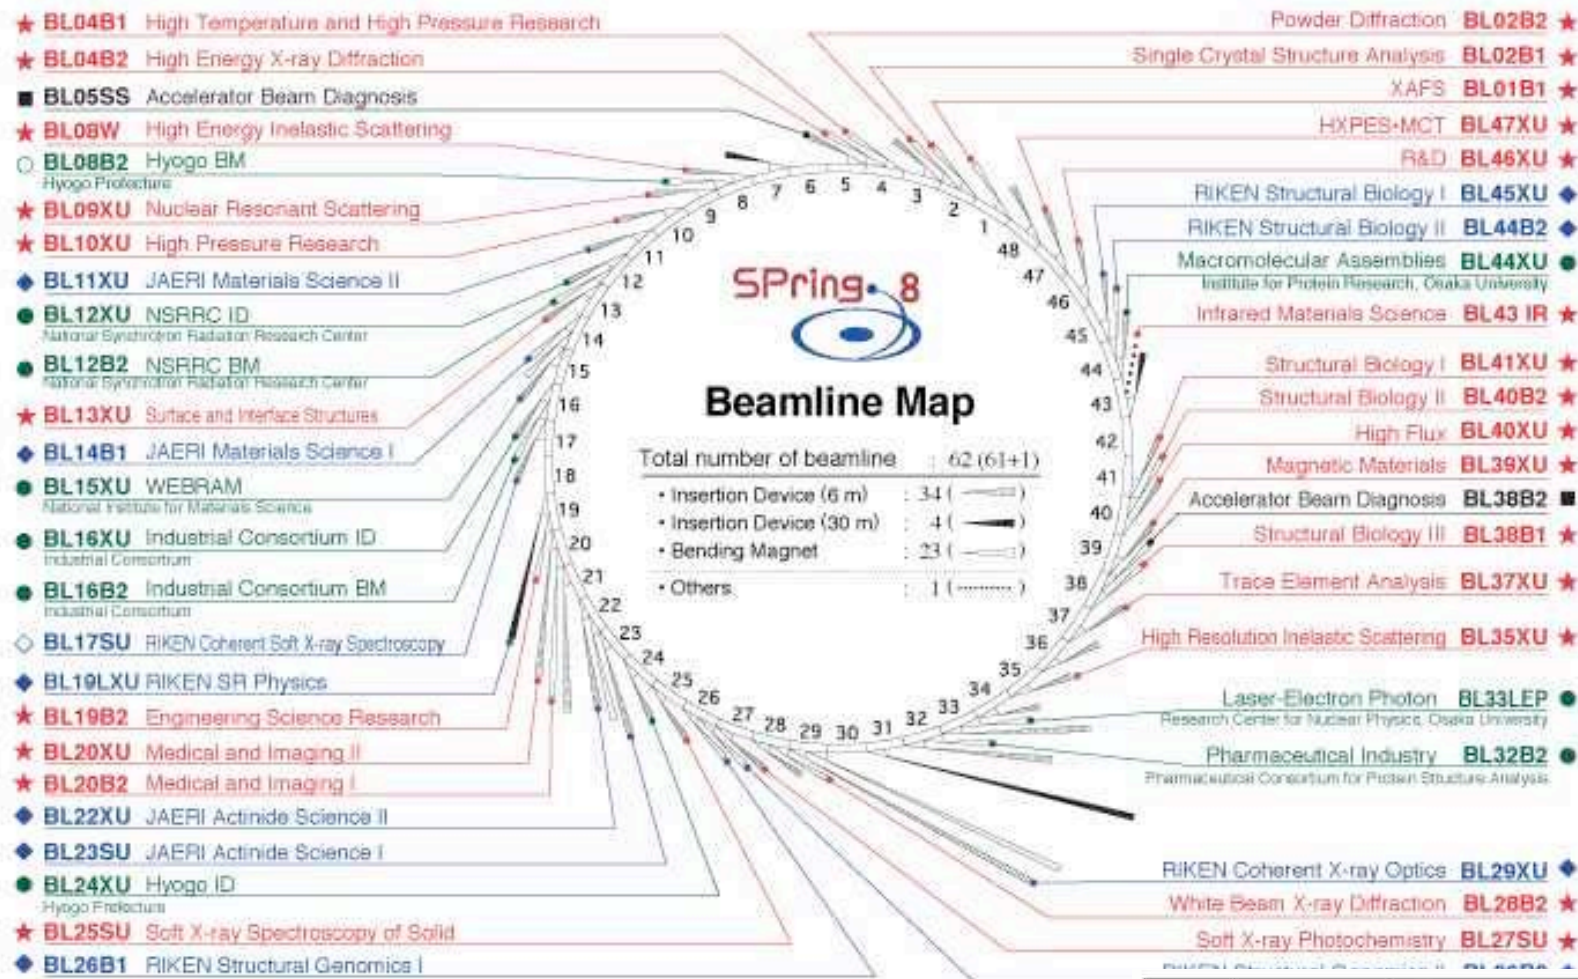 BL04B1 High Temperature and High Pressure Research
BL04B2 High Energy X-ray Diffraction
BL05SS Accelerator Beam Diagnosis
BL08W High Energy Inelastic Scattering
BL08B2 Hyogo BM
Hyogo Prefecture
BL09XU Nuclear Resonant Scattering
BL10XU High Pressure Research
BL11XU JAERI Materials Science II
BL12XU NSRRC ID
National Synchrotron Radiation Research Center
BL12B2 NSRRC BM
National Synchrotron Radiation Research Center
BL13XU Surface and Interface Structures
BL14B1 JAERI Materials Science I
BL15XU WEBRAM
National Institute for Materials Science
BL16XU Industrial Consortium ID
Industrial Consortium
BL16B2 Industrial Consortium BM
Industrial Consortium
BL17SU RIKEN Coherent Soft X-ray Spectroscopy
BL19LXU RIKEN SR Physics
BL19B2 Engineering Science Research
BL20XU Medical and Imaging II
BL20B2 Medical and Imaging I
BL22XU JAERI Actinide Science II
BL23SU JAERI Actinide Science I
BL24XU Hyogo ID
Hyogo Prefecture
BL25SU Soft X-ray Spectroscopy of Solid
BL26B1 RIKEN Structural Genomics I
Powder Diffraction BL02B2
Single Crystal Structure Analysis BL02B1
XAFS BL01B1
HXPES•MCT BL47XU
R&D BL46XU
RIKEN Structural Biology I BL45XU
RIKEN Structural Biology II BL44B2
Macromolecular Assemblies BL44XU
Institute for Protein Research, Osaka University
Infrared Materials Science BL43 IR
Structural Biology I BL41XU
Structural Biology II BL40B2
High Flux BL40XU
Magnetic Materials BL39XU
Accelerator Beam Diagnosis BL38B2
Structural Biology III BL38B1
Trace Element Analysis BL37XU
High Resolution Inelastic Scattering BL35XU
Laser-Electron Photon BL33LEP
Research Center for Nuclear Physics, Osaka University
Pharmaceutical Industry BL32B2
Pharmaceutical Consortium for Protein Structure Analysis
RIKEN Coherent X-ray Optics BL29XU
White Beam X-ray Diffraction BL28B2
Soft X-ray Photochemistry BL27SU
SPring-8
Beamline Map
Total number of beamline : 62 (61+1)
• Insertion Device (6 m) : 34 ( )
• Insertion Device (30 m) : 4 ( )
• Bending Magnet : 23 ( )
• Others : 1 ( )
1
2
3
4
5
6
7
8
9
10
11
12
13
14
15
16
17
18
19
20
21
22
23
24
25
26
27
28
29
30
31
32
33
34
35
36
37
38
39
40
41
42
43
44
45
46
47
48